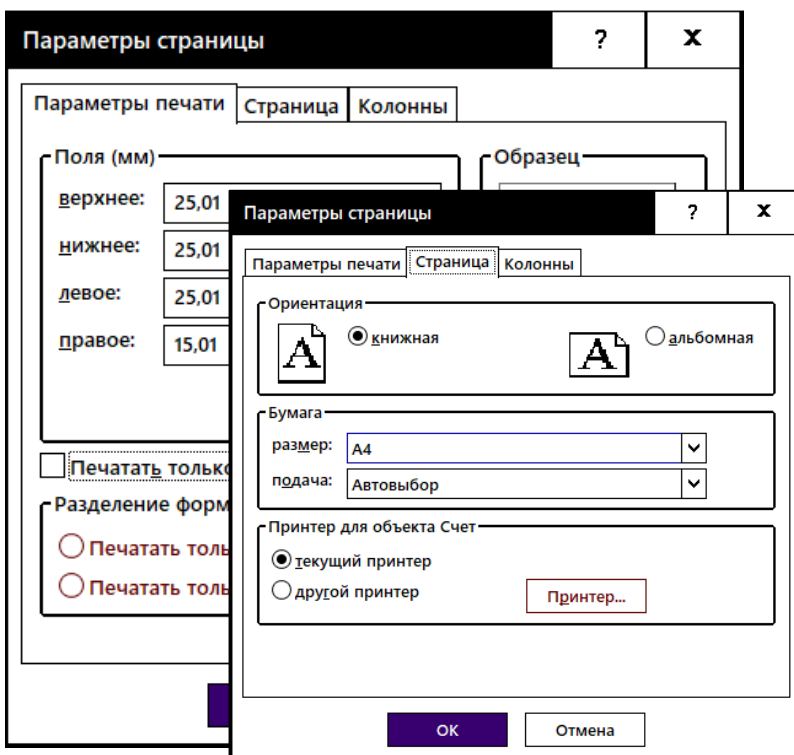 Параметры страницы
?
x
Параметры печати
Страница
Колонны
Поля (мм)
Образец
верхнее:
25,01
нижнее:
25,01
левое:
25,01
правое:
15,01
Печатать только
Разделение форм
Печатать толь
Печатать толь
Параметры страницы
?
x
Параметры печати
Страница
Колонны
Ориентация
A
книжная
A
альбомная
Бумага
размер:
A4
подача:
Автовыбор
Принтер для объекта Счет
текущий принтер
другой принтер
Принтер...
ОК
Отмена